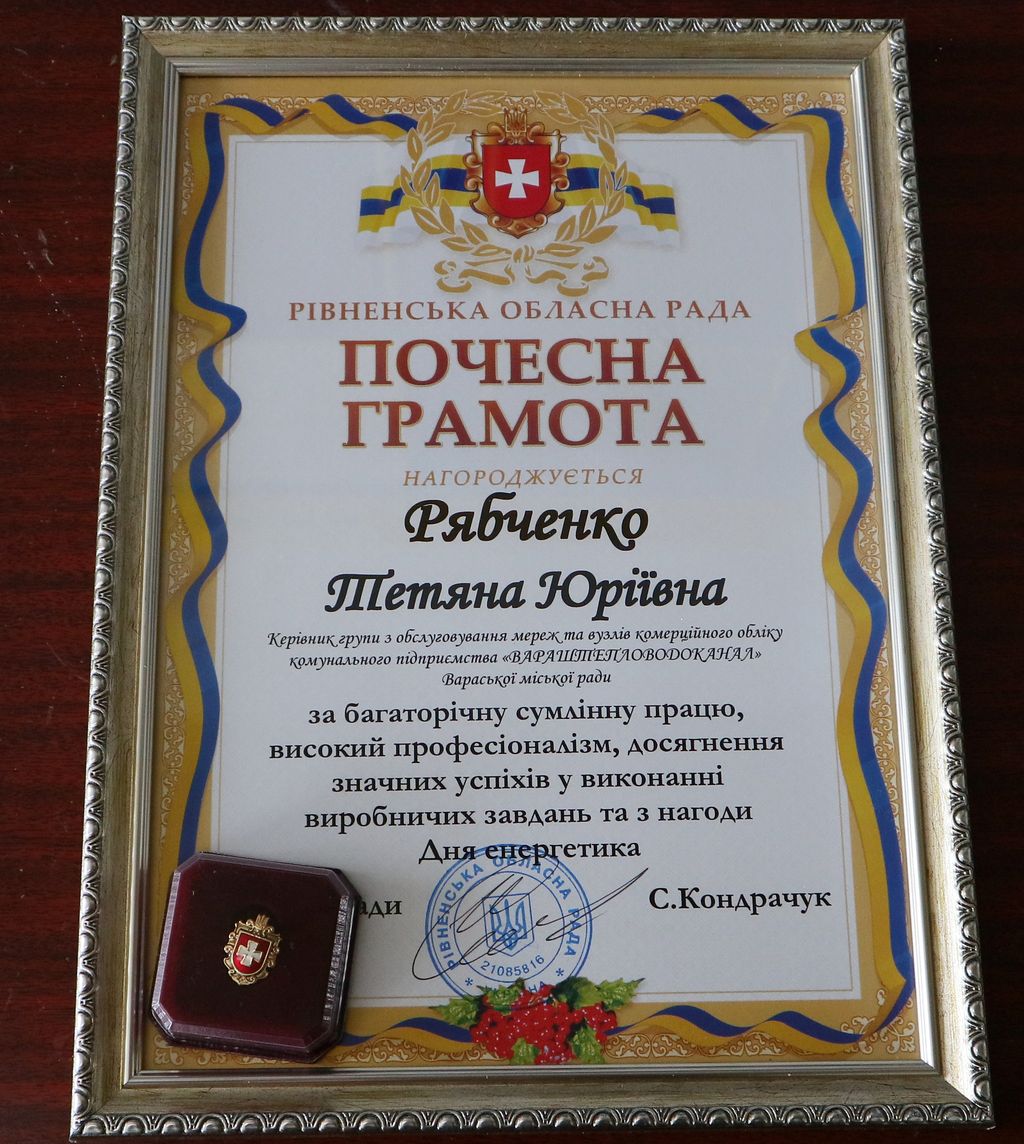 РІВНЕНСЬКА ОБЛАСНА РАДА
ПОЧЕСНА
ГРАМОТА
НАГОРОДЖУЄТЬСЯ
Рябченко
Тетяна Юріївна
Керівник групи з обслуговування мереж та вузлів комерційного обліку
комунального підприємства «ВАРАШТЕПЛОВОДОКАНАЛ»
Вараської міської ради
за багаторічну сумлінну працю,
високий професіоналізм, досягнення
значних успіхів у виконанні
виробничих завдань та з нагоди
Дня енергетика
С.Кондрачук
РІВНЕНСЬКА ОБЛАСНА РАДА
21085816